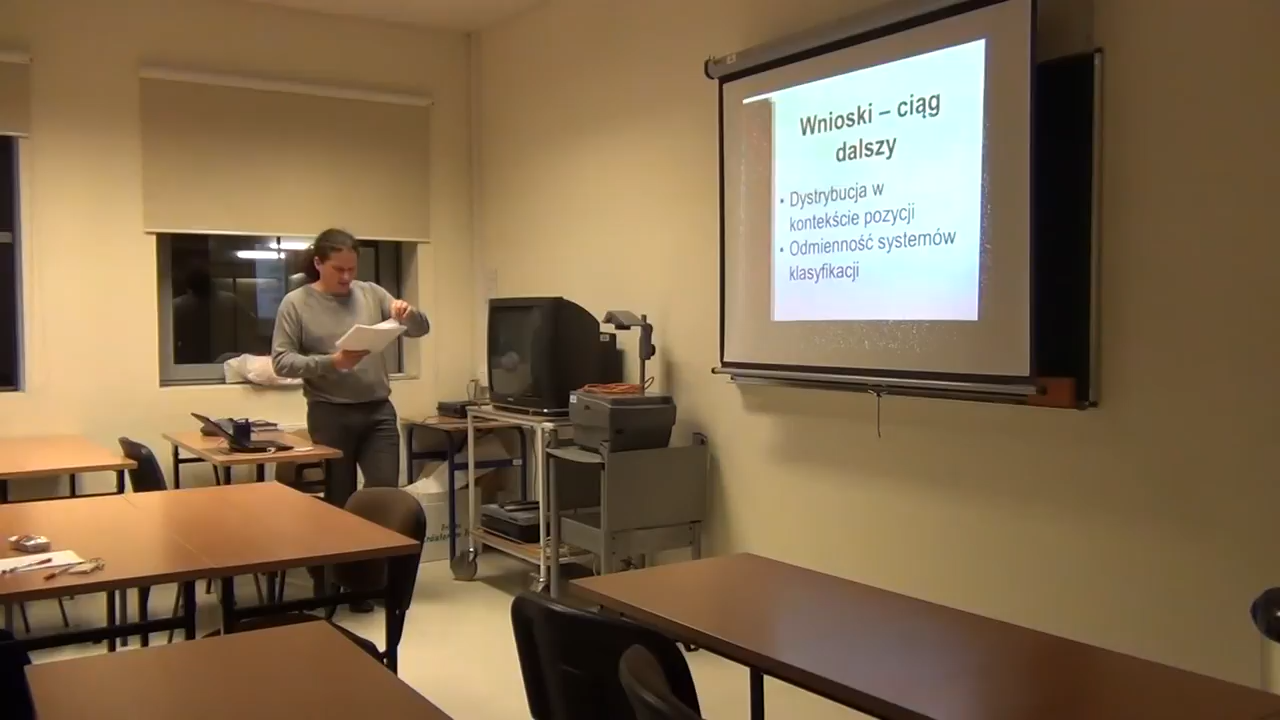 Wnioski – ciąg
dalszy
• Dystrybucja w
kontekście pozycji
• Odmienność systemów
klasyfikacji